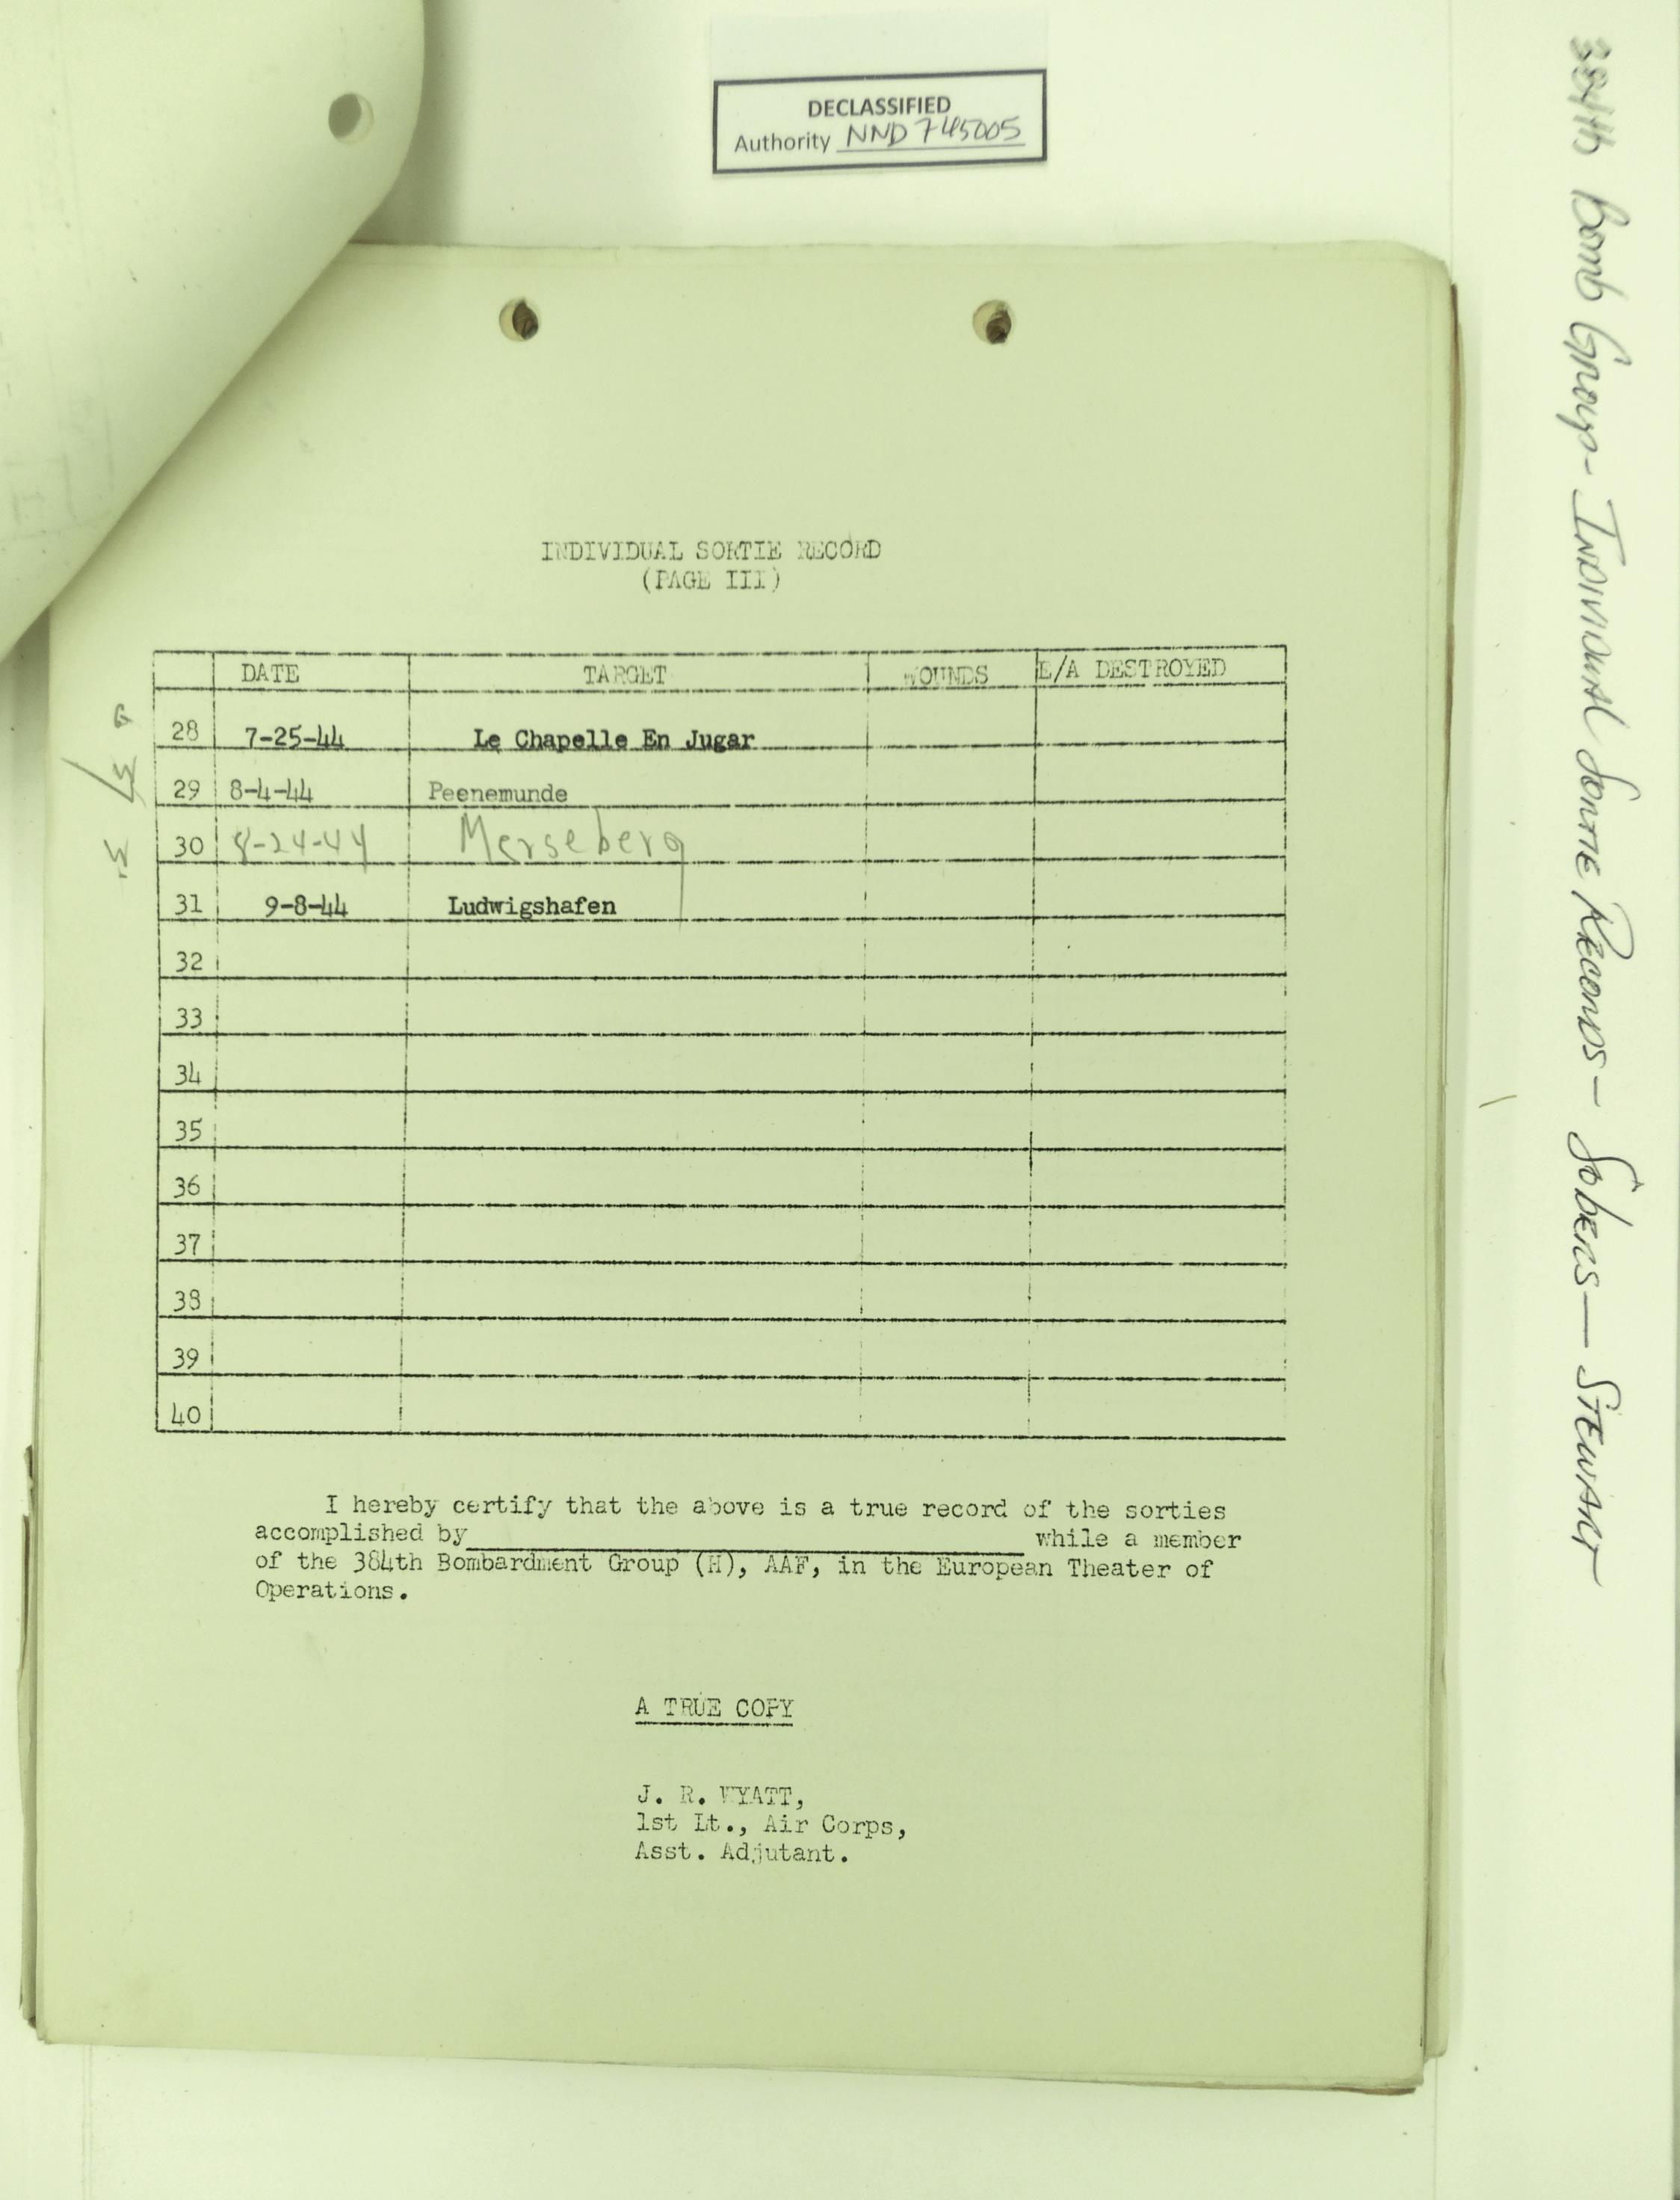 DECLASSIFIED
Authority NND 745005
384th Bomb Group - Individual Sortie Records - Sobers - Stewart
INDIVIDUAL SORTIE RECORD
(PAGE III)
DATE TARGET WOUNDS E/A DESTROYED
28 7-25-44 Le Chapelle En Jugar
29 8-4-44 Peenemunde
30 8-24-44 Merseberg
31 9-8-44 Ludwigshafen
32
33
34
35
36
37
38
39
40
I hereby certify that the above is a true record of the sorties
accomplished by while a member
of the 384th Bombardment Group (H), AAF, in the European Theater of
Operations.
A TRUE COPY
J. R. WYATT,
1st Lt., Air Corps,
Asst. Adjutant.